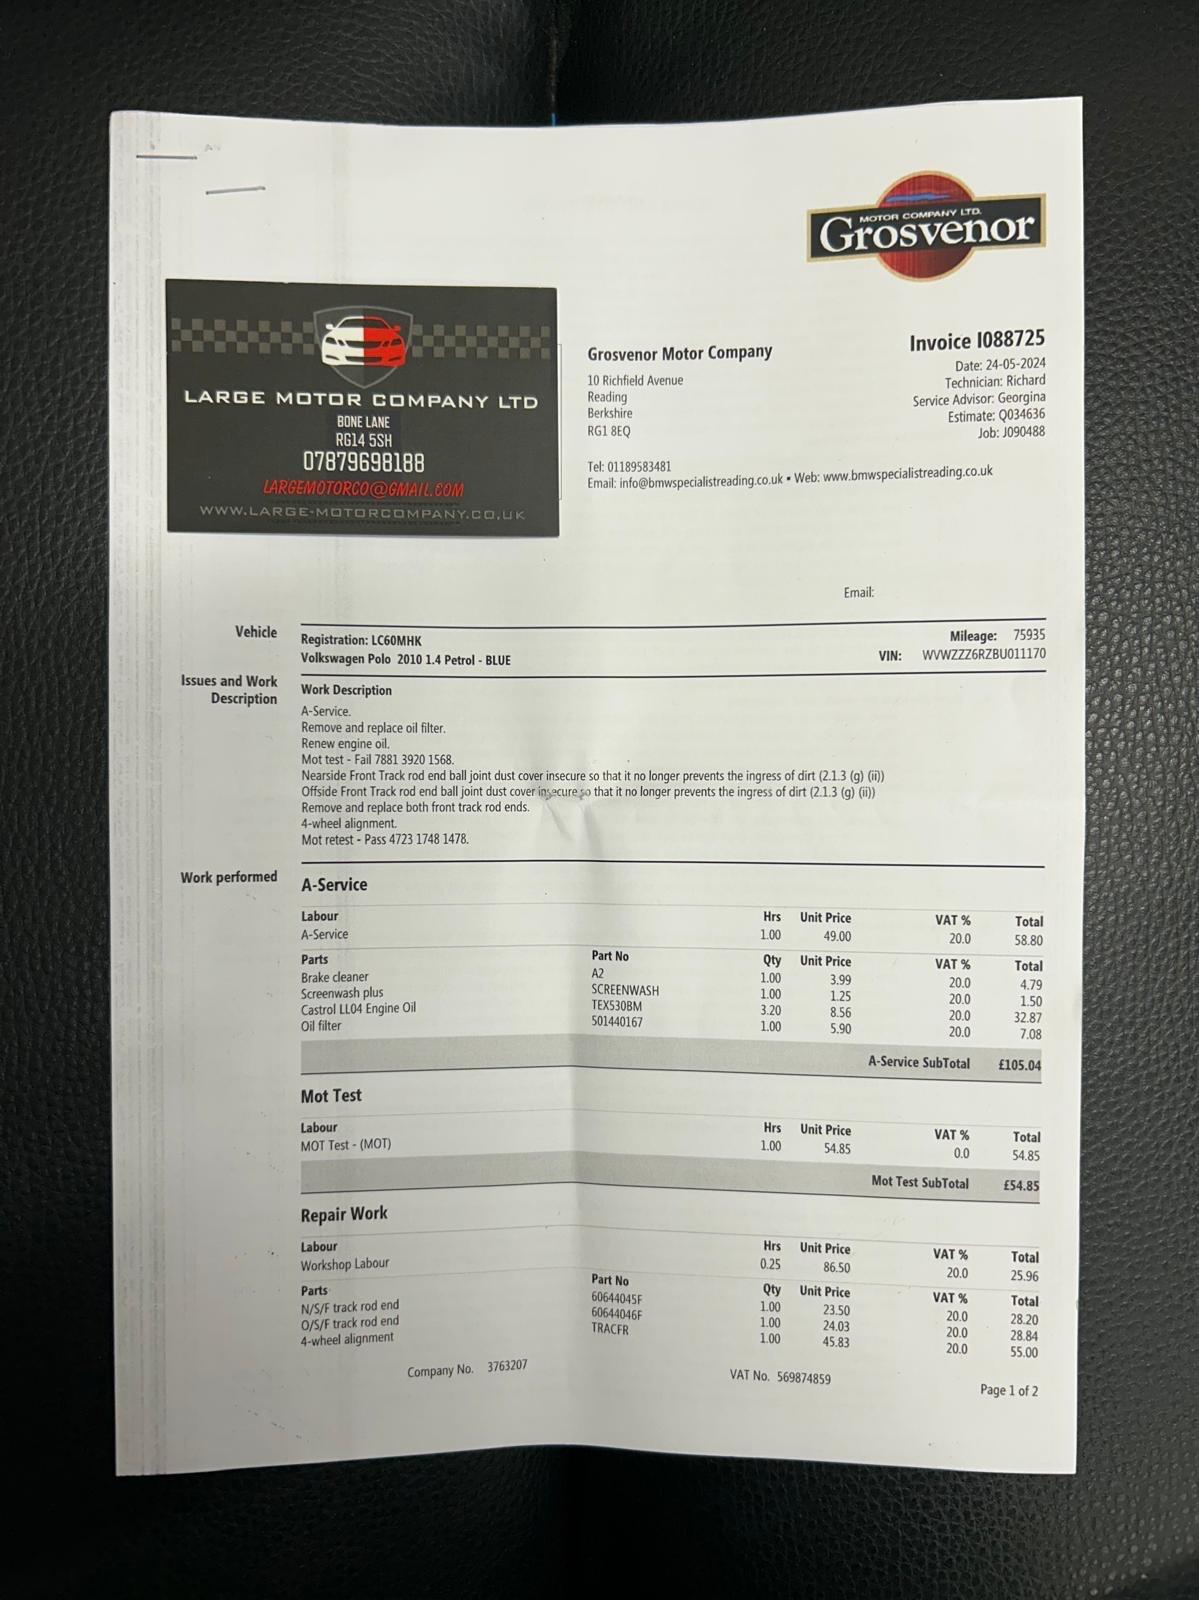 MOTOR COMPANY LTD.
Grosvenor
LARGE MOTOR COMPANY LTD
BONE LANE
RG14 5SH
07879698188
LARGEMOTORCO@GMAIL.COM
WWW.LARGE-MOTORCOMPANY.CO.UK
Grosvenor Motor Company
10 Richfield Avenue
Reading
Berkshire
RG1 8EQ
Tel: 01189583481
Email: info@bmwspecialistreading.co.uk • Web: www.bmwspecialistreading.co.uk
Invoice I088725
Date: 24-05-2024
Technician: Richard
Service Advisor: Georgina
Estimate: Q034636
Job: J090488
Email:
Vehicle
Registration: LC60MHK Mileage: 75935
Volkswagen Polo 2010 1.4 Petrol - BLUE VIN: WVWZZZ6RZBU011170
Issues and Work
Description
Work Description
A-Service.
Remove and replace oil filter.
Renew engine oil.
Mot test - Fail 7881 3920 1568.
Nearside Front Track rod end ball joint dust cover insecure so that it no longer prevents the ingress of dirt (2.1.3 (g) (ii))
Offside Front Track rod end ball joint dust cover insecure so that it no longer prevents the ingress of dirt (2.1.3 (g) (ii))
Remove and replace both front track rod ends.
4-wheel alignment.
Mot retest - Pass 4723 1748 1478.
Work performed
A-Service
Labour Hrs Unit Price VAT % Total
A-Service 1.00 49.00 20.0 58.80
Parts Part No Qty Unit Price VAT % Total
Brake cleaner A2 1.00 3.99 20.0 4.79
Screenwash plus SCREENWASH 1.00 1.25 20.0 1.50
Castrol LL04 Engine Oil TEX530BM 3.20 8.56 20.0 32.87
Oil filter 501440167 1.00 5.90 20.0 7.08
A-Service SubTotal £105.04
Mot Test
Labour Hrs Unit Price VAT % Total
MOT Test - (MOT) 1.00 54.85 0.0 54.85
Mot Test SubTotal £54.85
Repair Work
Labour Hrs Unit Price VAT % Total
Workshop Labour 0.25 86.50 20.0 25.96
Parts Part No Qty Unit Price VAT % Total
N/S/F track rod end 60644045F 1.00 23.50 20.0 28.20
O/S/F track rod end 60644046F 1.00 24.03 20.0 28.84
4-wheel alignment TRACFR 1.00 45.83 20.0 55.00
Company No. 3763207 VAT No. 569874859
Page 1 of 2